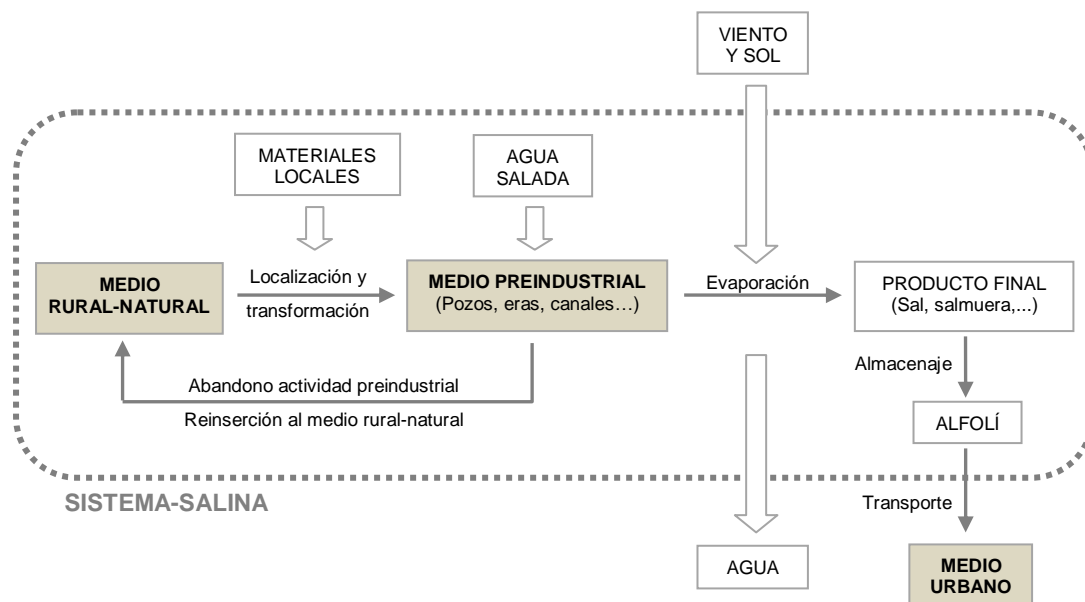 VIENTO
Y SOL
MATERIALES
LOCALES
AGUA
SALADA
MEDIO
RURAL-NATURAL
Localización y
transformación
MEDIO PREINDUSTRIAL
(Pozos, eras, canales…)
Evaporación
PRODUCTO FINAL
(Sal, salmuera,...)
Abandono actividad preindustrial
Reinserción al medio rural-natural
Almacenaje
ALFOLÍ
SISTEMA-SALINA
Transporte
AGUA
MEDIO
URBANO